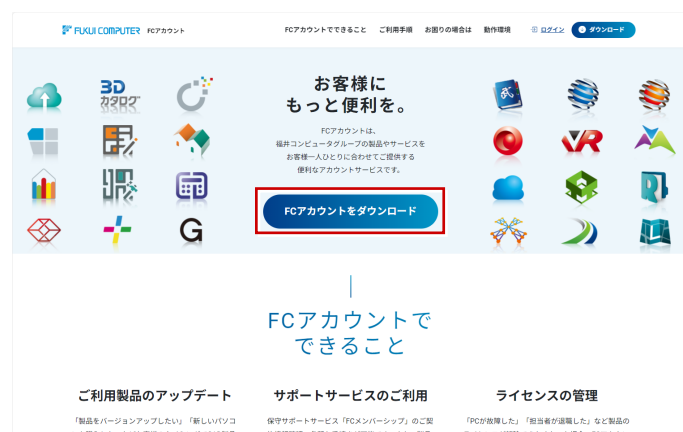 FUKUI COMPUTER FCアカウント
FCアカウントでできること ご利用手順 お困りの場合は 動作環境 ログイン ダウンロード
3D
カタログ
武
VR
G
お客様に
もっと便利を。
FCアカウントは、
福井コンピュータグループの製品やサービスを
お客様一人ひとりに合わせてご提供する
便利なアカウントサービスです。
FCアカウントをダウンロード
FCアカウントで
できること
ご利用製品のアップデート
「製品をバージョンアップしたい」「新しいパソコ
サポートサービスのご利用
保守サポートサービス「FCメンバーシップ」のご契
ライセンスの管理
「PCが故障した」「担当者が退職した」など製品の